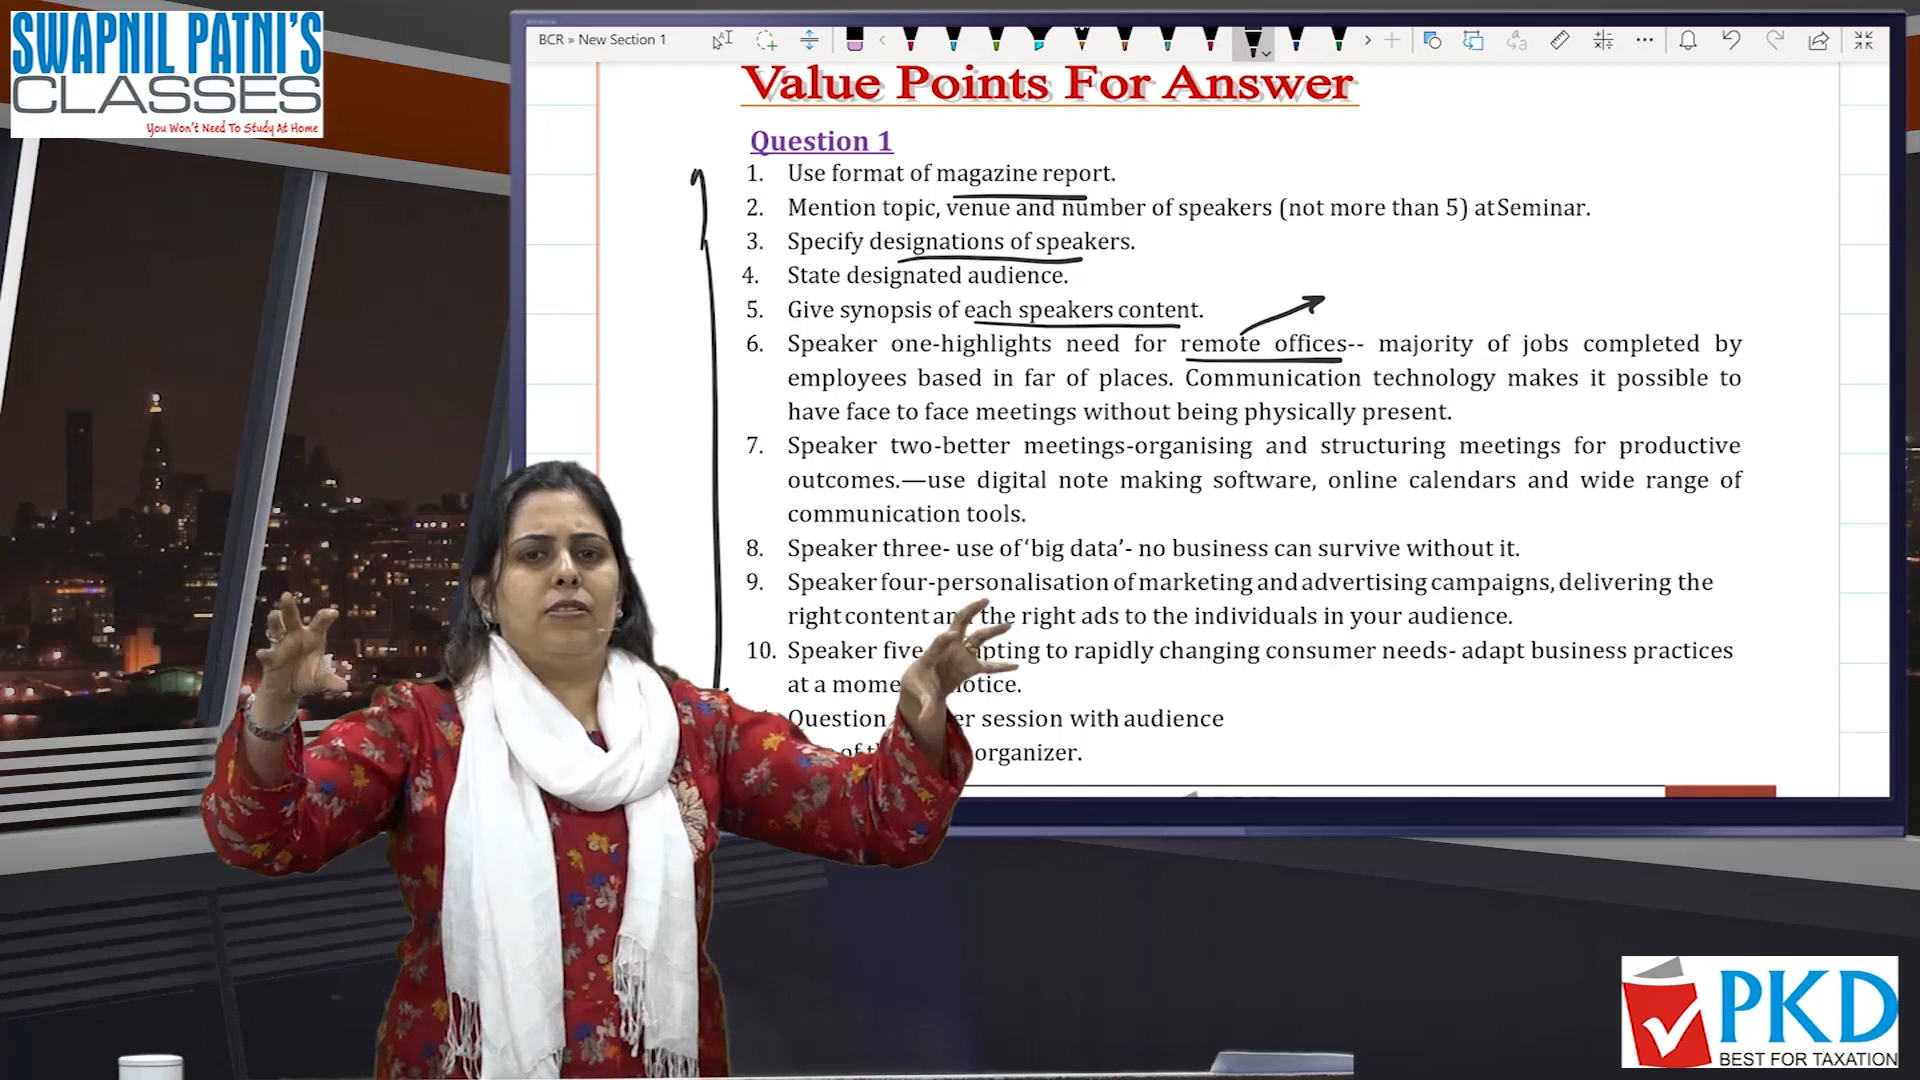 SWAPNIL PATNI'S
CLASSES
You Won't Need To Study At Home
BCR » New Section 1
Value Points For Answer
Question 1
1. Use format of magazine report.
2. Mention topic, venue and number of speakers (not more than 5) at Seminar.
3. Specify designations of speakers.
4. State designated audience.
5. Give synopsis of each speakers content.
6. Speaker one-highlights need for remote offices-- majority of jobs completed by
employees based in far of places. Communication technology makes it possible to
have face to face meetings without being physically present.
7. Speaker two-better meetings-organising and structuring meetings for productive
outcomes.—use digital note making software, online calendars and wide range of
communication tools.
8. Speaker three- use of 'big data'- no business can survive without it.
9. Speaker four-personalisation of marketing and advertising campaigns, delivering the
right content the right ads to the individuals in your audience.
10. Speaker five to rapidly changing consumer needs- adapt business practices
at a
Question session with audience
of organizer.
PKD
BEST FOR TAXATION